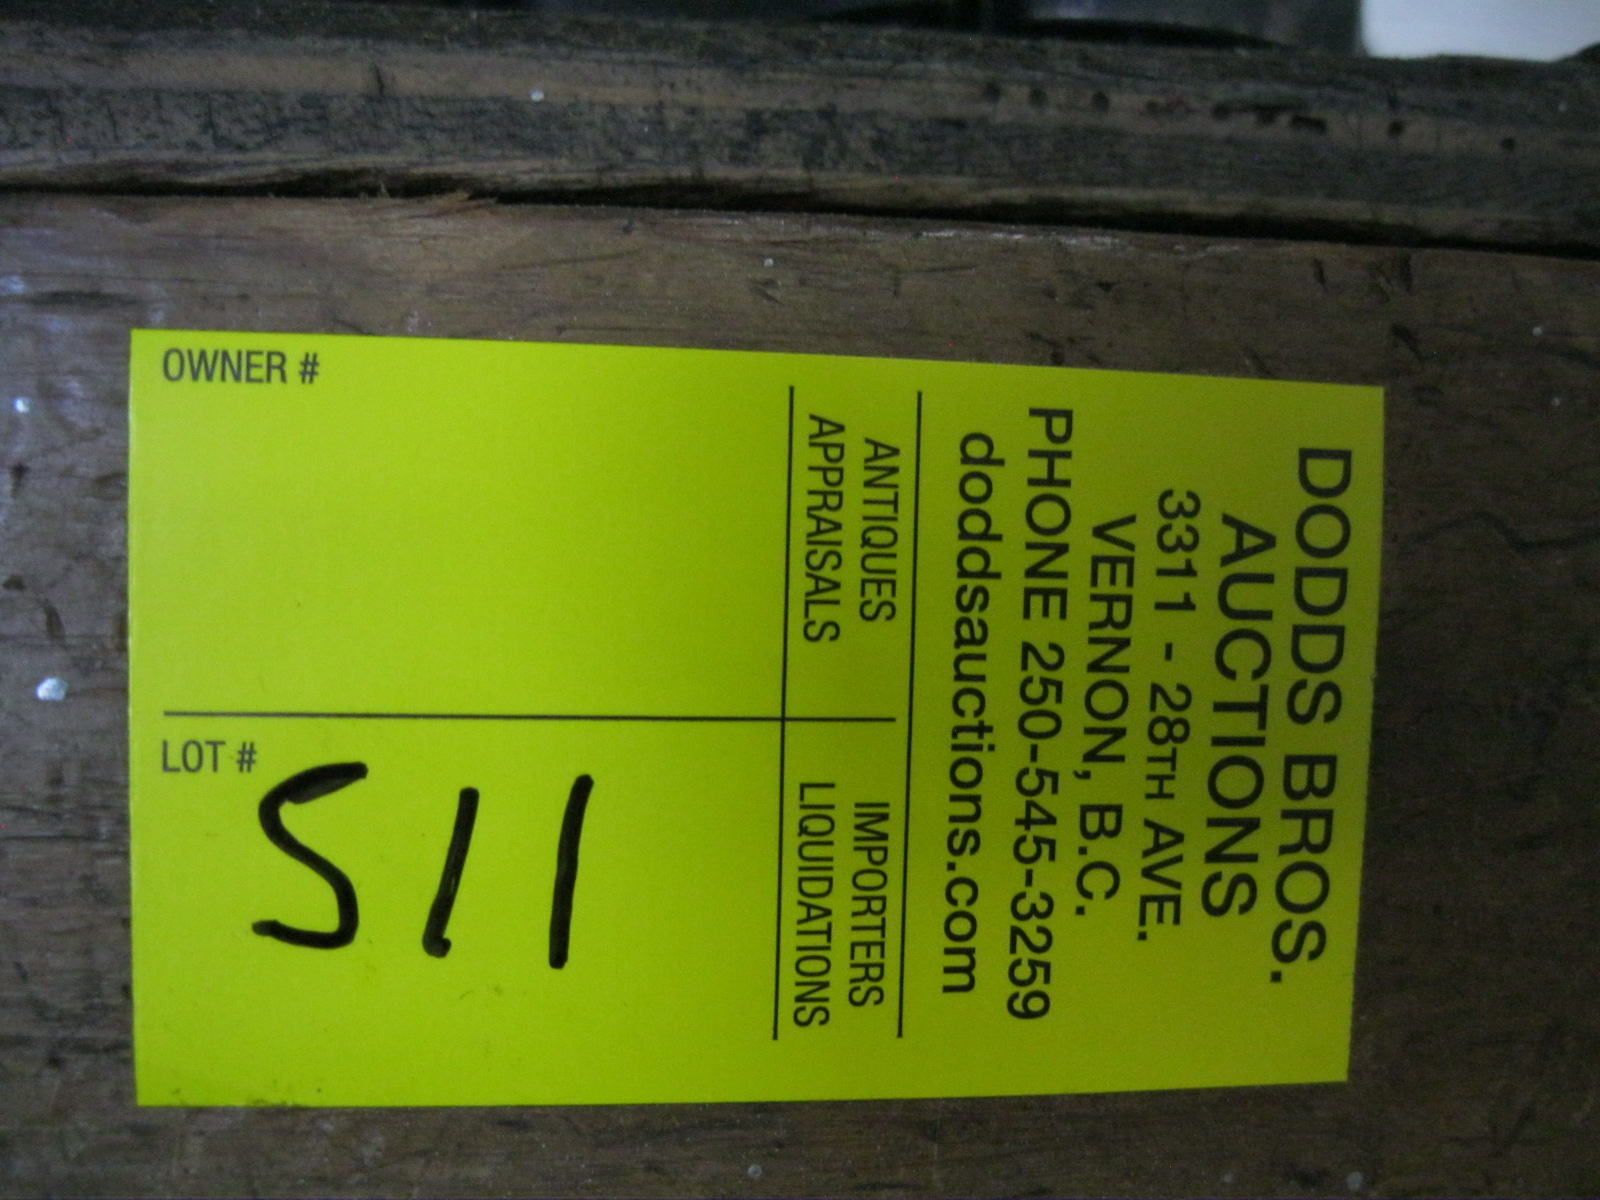 DODDS BROS.
AUCTIONS
3311 - 28TH AVE.
VERNON, B.C.
PHONE 250-545-3259
doddsauctions.com
ANTIQUES
APPRAISALS
IMPORTERS
LIQUIDATIONS
OWNER #
LOT #
511